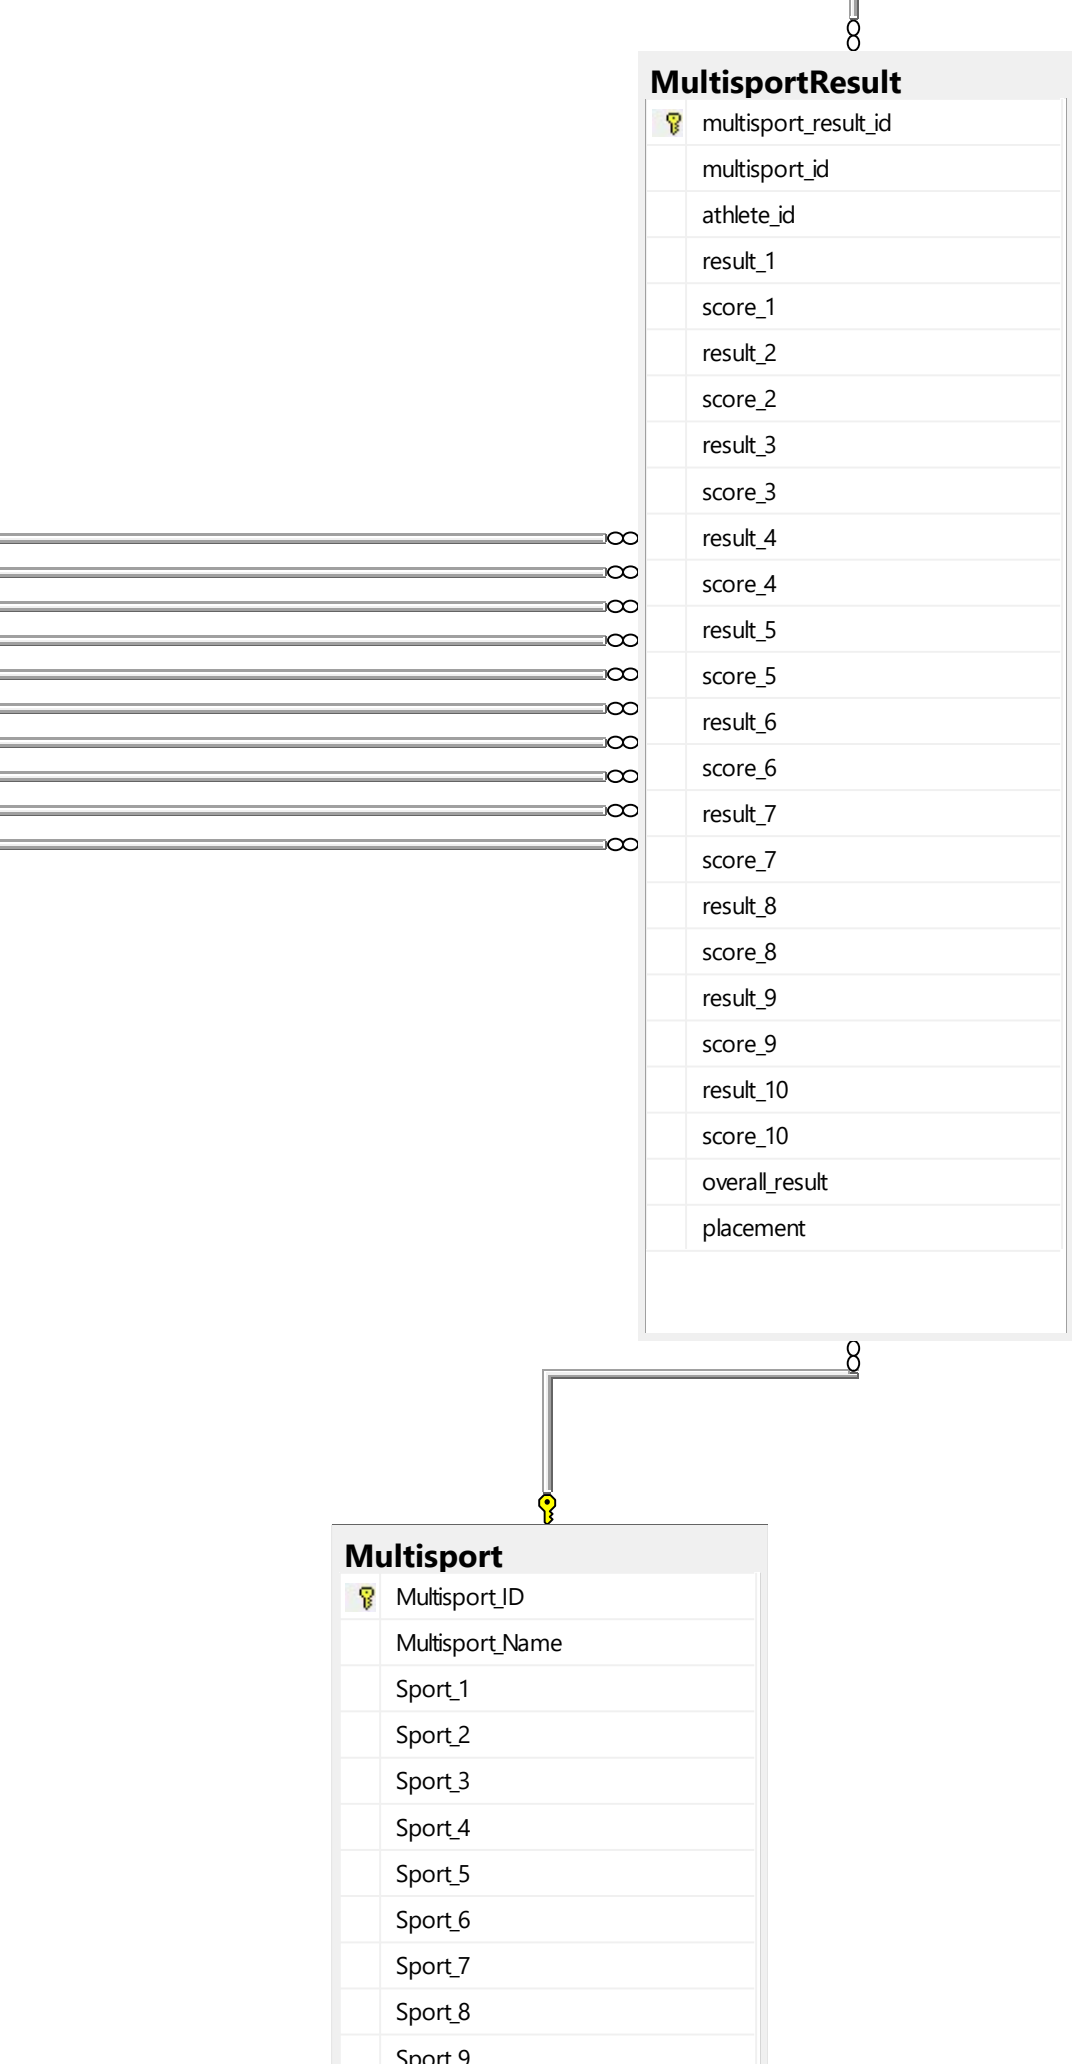 MultisportResult
multisport_result_id
multisport_id
athlete_id
result_1
score_1
result_2
score_2
result_3
score_3
result_4
score_4
result_5
score_5
result_6
score_6
result_7
score_7
result_8
score_8
result_9
score_9
result_10
score_10
overall_result
placement
Multisport
Multisport_ID
Multisport_Name
Sport_1
Sport_2
Sport_3
Sport_4
Sport_5
Sport_6
Sport_7
Sport_8
Sport_9